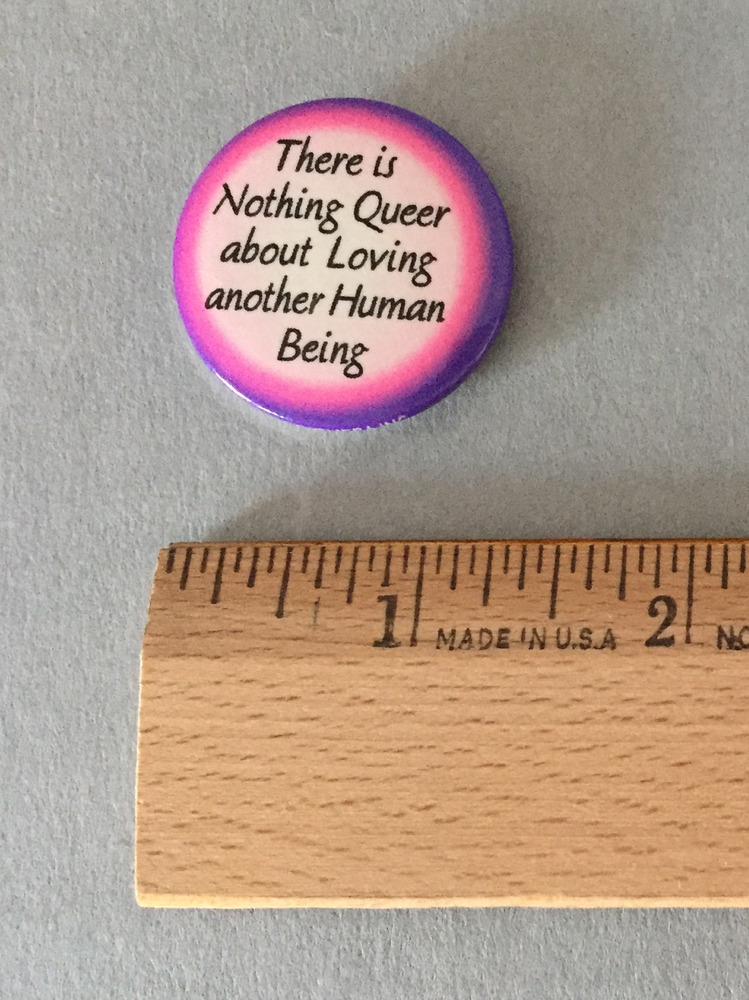 There is
Nothing Queer
about Loving
another Human
Being
1 MADE IN U.S.A 2